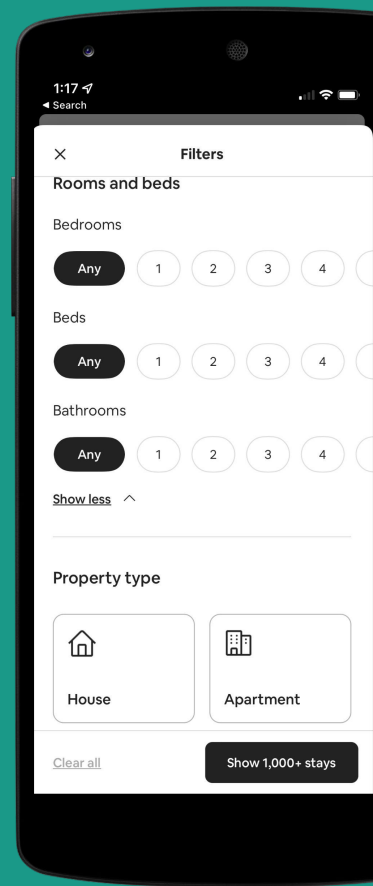 1:17
◀ Search
Filters
Rooms and beds
Bedrooms
Any 1 2 3 4
Beds
Any 1 2 3 4
Bathrooms
Any 1 2 3 4
Show less
Property type
House Apartment
Clear all Show 1,000+ stays